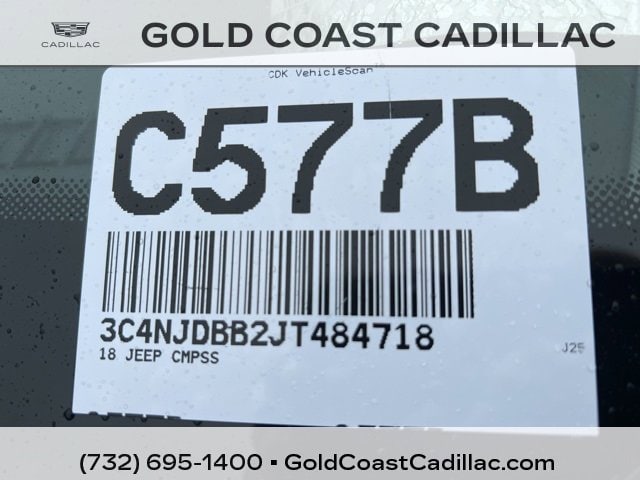 CADILLAC
GOLD COAST CADILLAC
CDK VehicleScan
C577B
3C4NJDBB2JT484718
18 JEEP CMPSS
J25
(732) 695-1400 ▪ GoldCoastCadillac.com